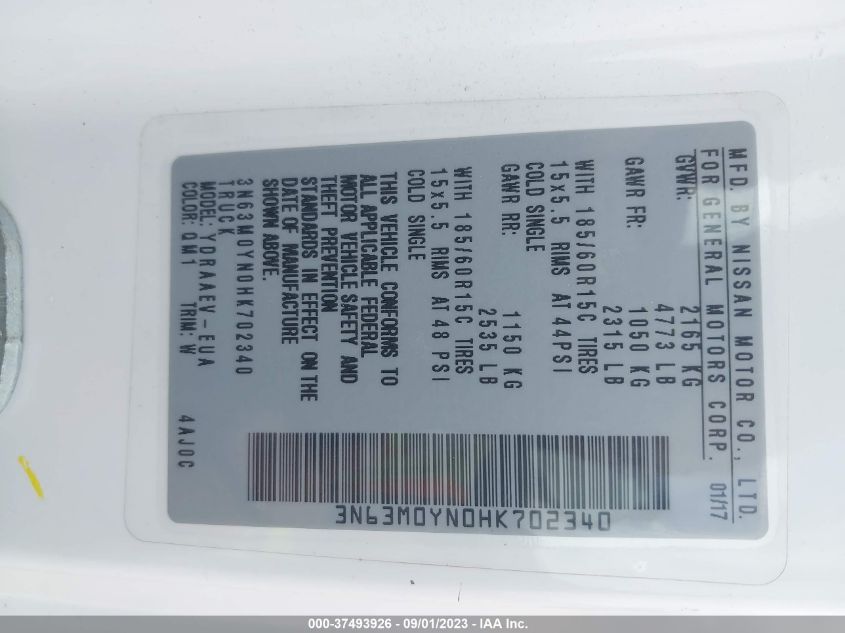 MFD. BY NISSAN MOTOR CO., LTD.
FOR GENERAL MOTORS CORP. 01/17
GVWR: 2165 KG
4773 LB
GAWR FR: 1050 KG
2315 LB
WITH 185/60R15C TIRES
15x5.5 RIMS AT 44PSI
COLD SINGLE
GAWR RR: 1150 KG
2535 LB
WITH 185/60R15C TIRES
15x5.5 RIMS AT 48 PSI
COLD SINGLE
THIS VEHICLE CONFORMS TO
ALL APPLICABLE FEDERAL
MOTOR VEHICLE SAFETY AND
THEFT PREVENTION
STANDARDS IN EFFECT ON THE
DATE OF MANUFACTURE
SHOWN ABOVE.
3N63M0YN0HK702340
TRUCK
MODEL: YDRAAEV-EUA
COLOR: QM1 TRIM: W 4AJ0C
3N63M0YN0HK702340
000-37493926 - 09/01/2023 - IAA Inc.